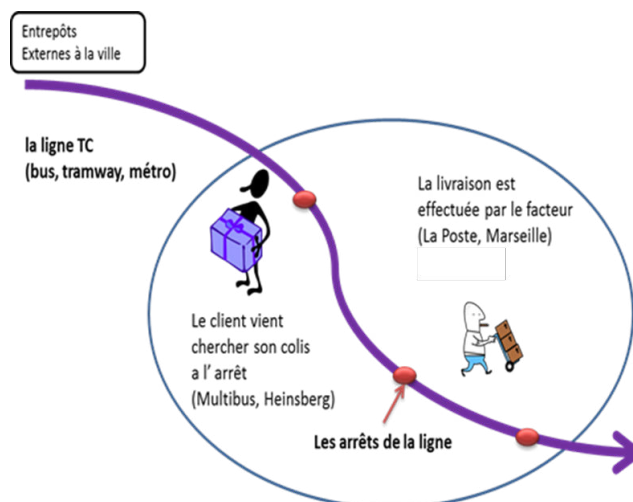 Entrepôts
Externes à la ville
la ligne TC
(bus, tramway, métro)
La livraison est
effectuée par le facteur
(La Poste, Marseille)
Le client vient
chercher son colis
a l' arrêt
(Multibus, Heinsberg)
Les arrêts de la ligne